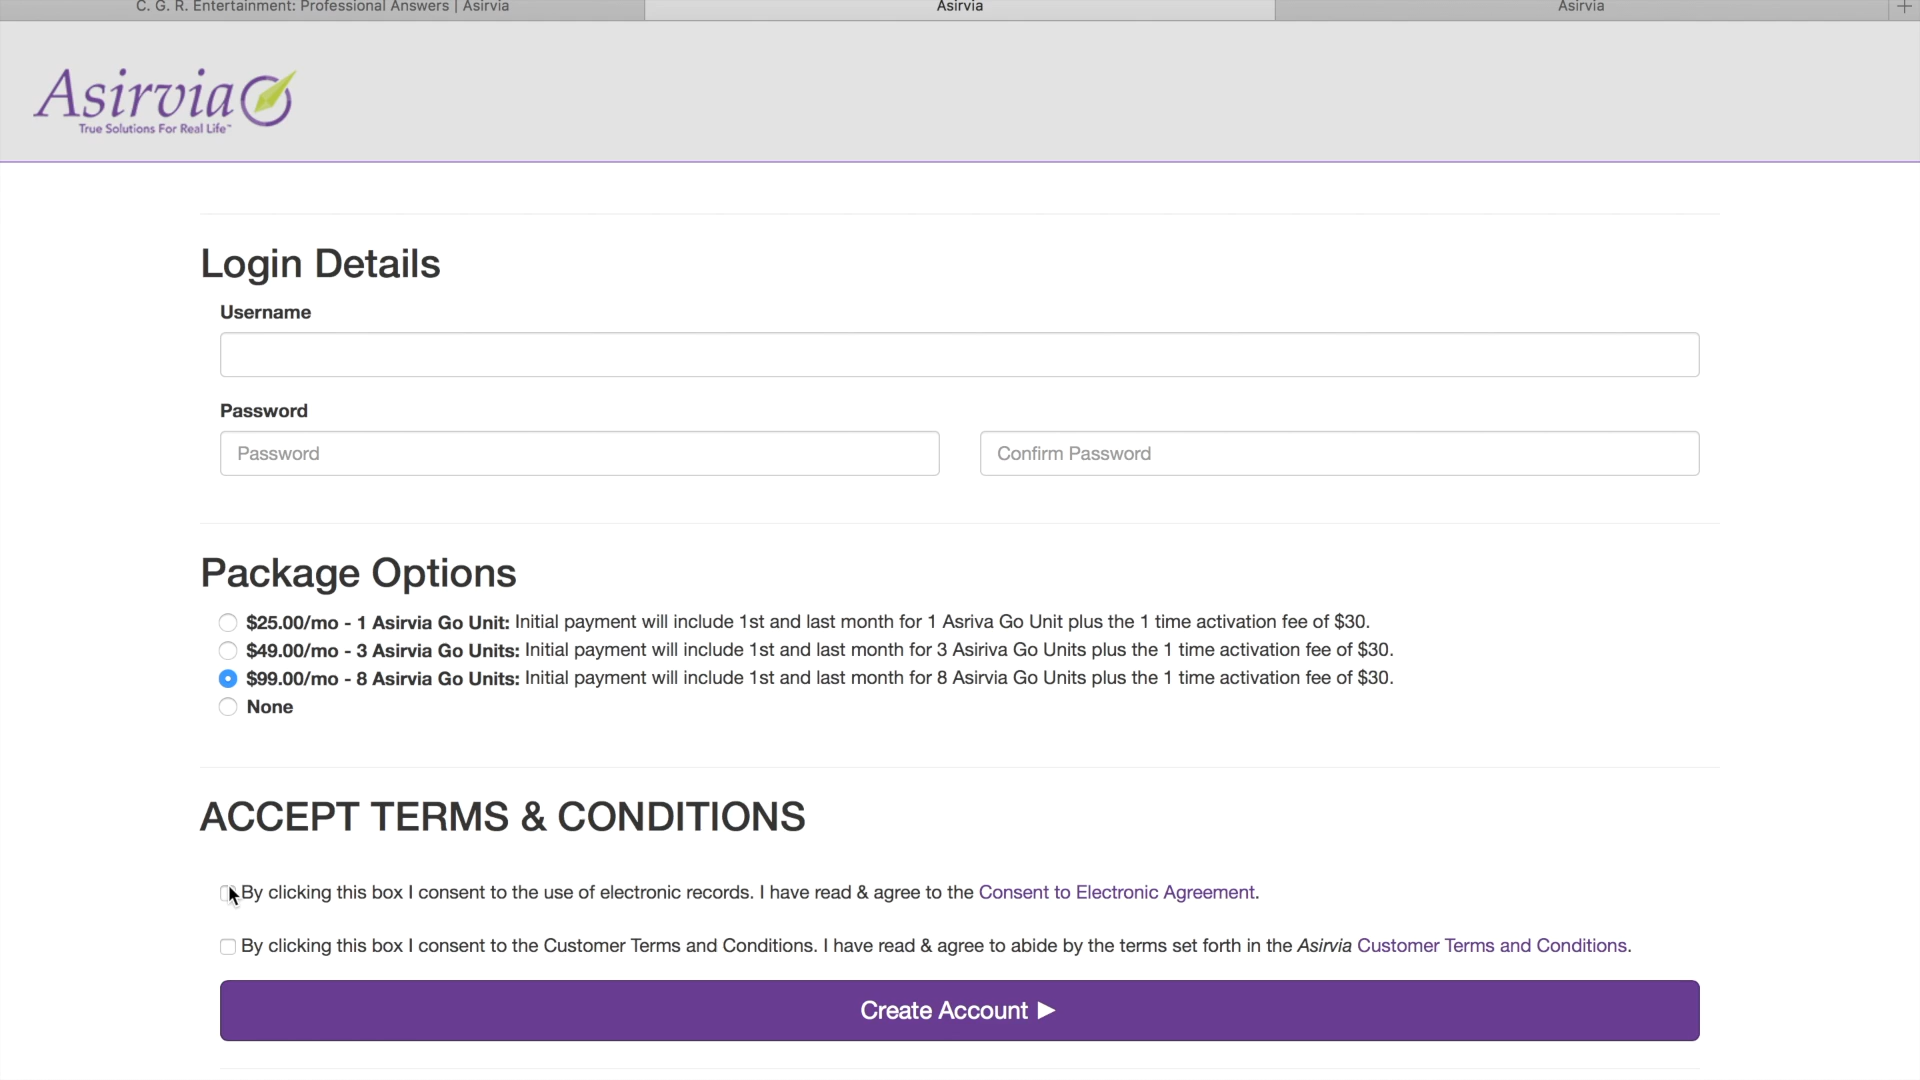 C. G. R. Entertainment: Professional Answers | Asirvia
Asirvia
Asirvia
Asirvia
True Solutions For Real Life™
Login Details
Username
Password
Password
Confirm Password
Package Options
$25.00/mo - 1 Asirvia Go Unit: Initial payment will include 1st and last month for 1 Asriva Go Unit plus the 1 time activation fee of $30.
$49.00/mo - 3 Asirvia Go Units: Initial payment will include 1st and last month for 3 Asiriva Go Units plus the 1 time activation fee of $30.
$99.00/mo - 8 Asirvia Go Units: Initial payment will include 1st and last month for 8 Asirvia Go Units plus the 1 time activation fee of $30.
None
ACCEPT TERMS & CONDITIONS
By clicking this box I consent to the use of electronic records. I have read & agree to the Consent to Electronic Agreement.
By clicking this box I consent to the Customer Terms and Conditions. I have read & agree to abide by the terms set forth in the Asirvia Customer Terms and Conditions.
Create Account ▶